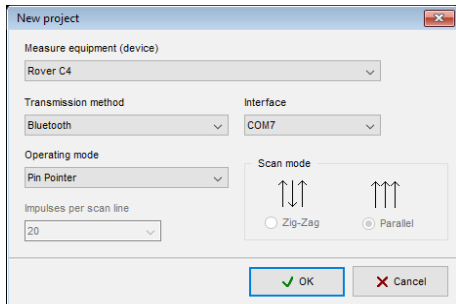 New project
Measure equipment (device)
Rover C4
Transmission method
Interface
Bluetooth
COM7
Operating mode
Pin Pointer
Scan mode
Impulses per scan line
20
Zig-Zag
Parallel
OK
Cancel